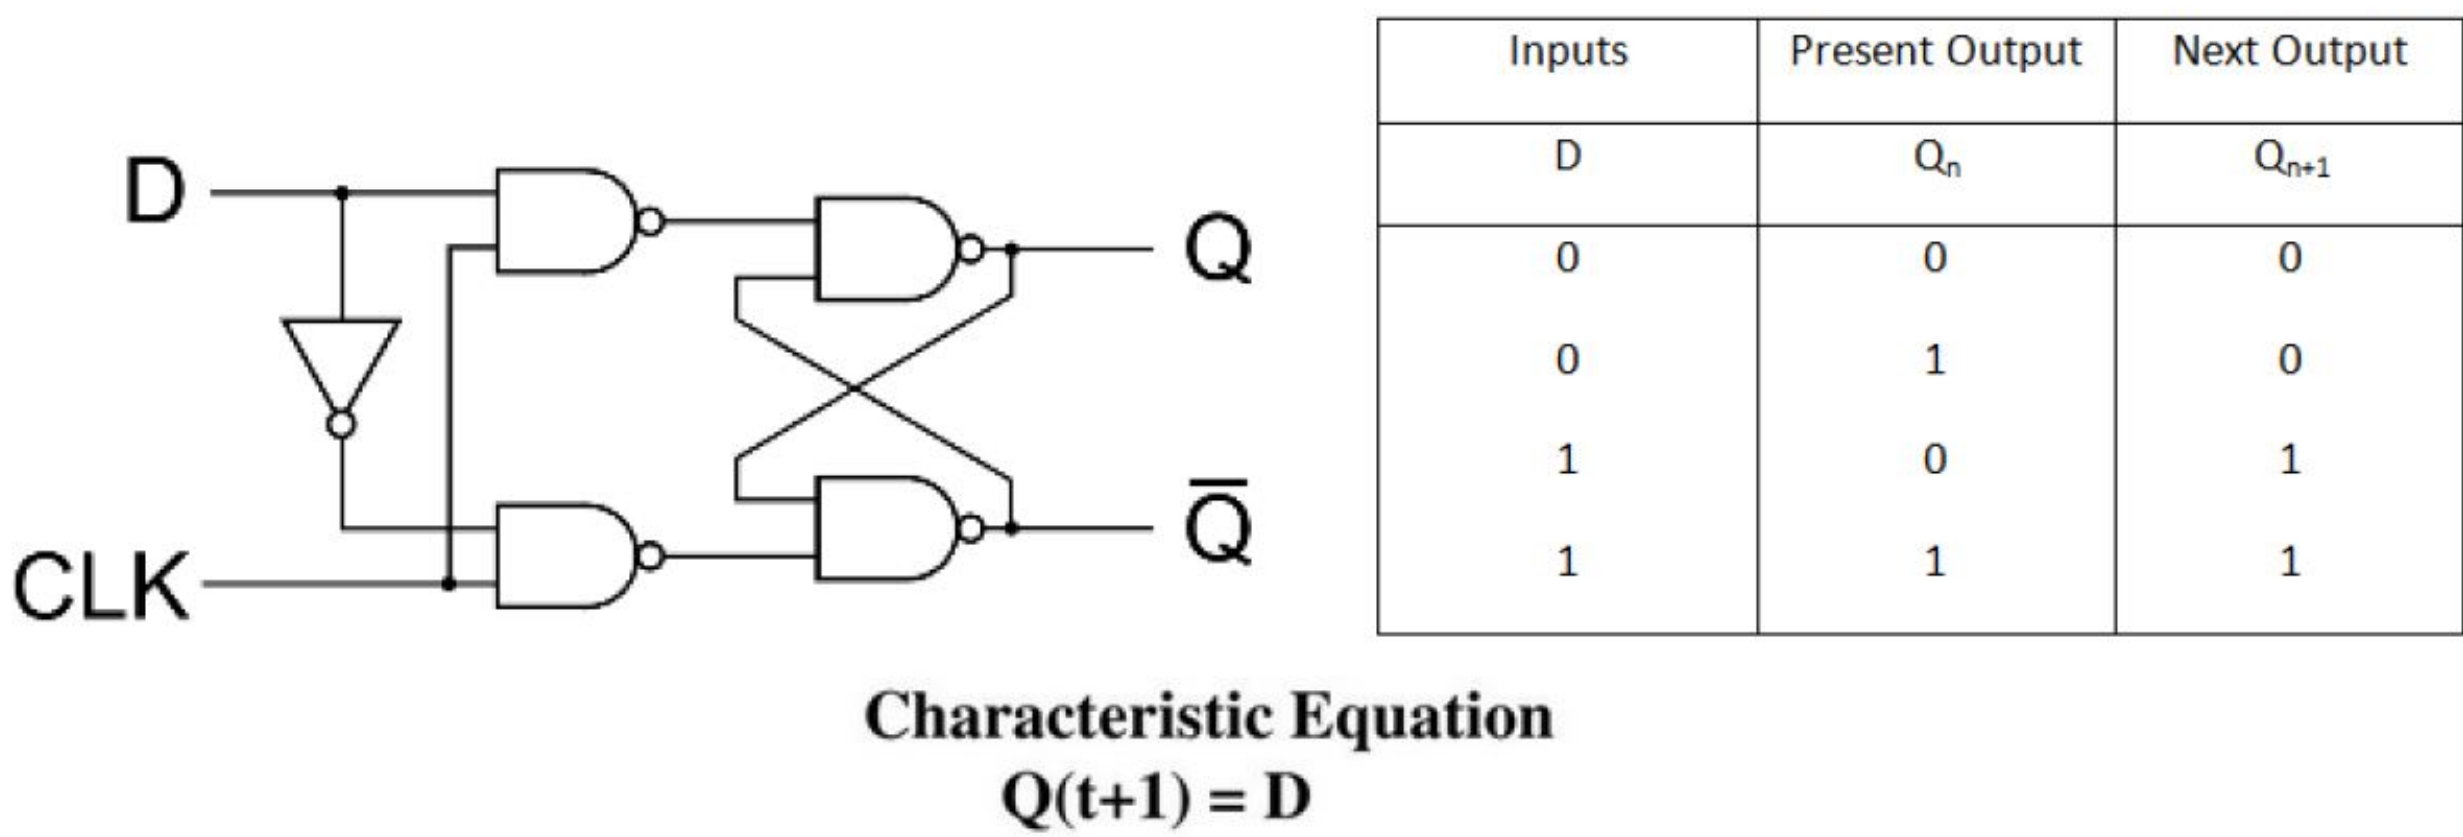 D
CLK
Q
Q̅
Inputs Present Output Next Output
D Qₙ Qₙ₊₁
0 0 0
0 1 0
1 0 1
1 1 1
Characteristic Equation
Q(t+1) = D